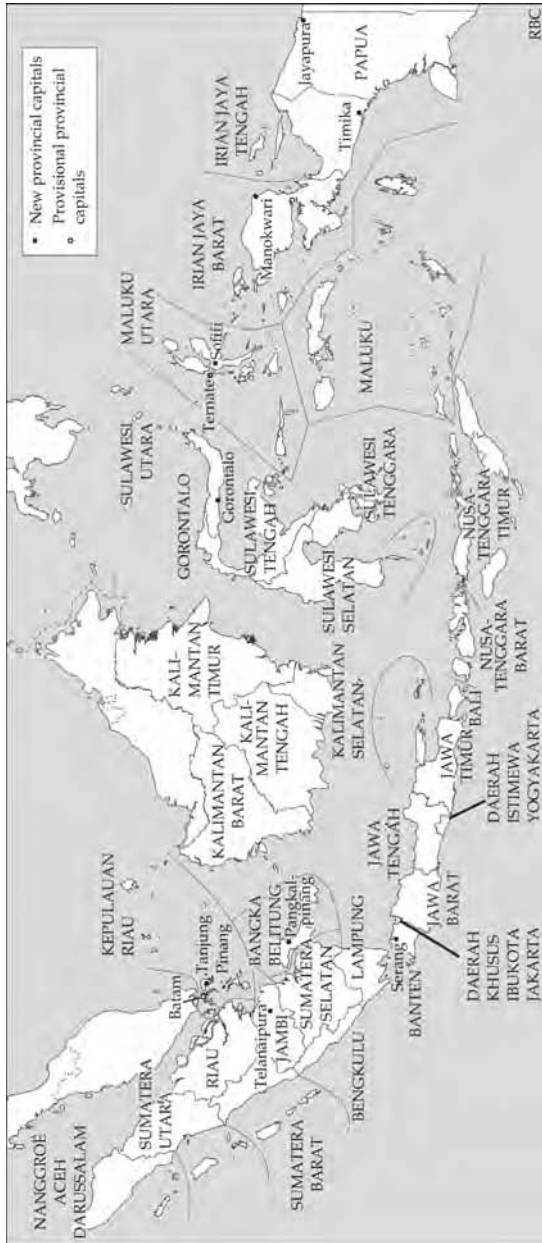 New provincial capitals
Provisional provincial
capitals
NANGGROE
ACEH
DARUSSALAM
SUMATERA
UTARA
SUMATERA
BARAT
RIAU
KEPULAUAN
RIAU
Batam
Tanjung
Pinang
Telanaipura
JAMBI
BENGKULU
BANGKA
BELITUNG
Pangkal-
pinang
SUMATERA
SELATAN
LAMPUNG
Serang
BANTEN
DAERAH
KHUSUS
IBUKOTA
JAKARTA
JAWA
BARAT
JAWA
TENGAH
DAERAH
ISTIMEWA
YOGYAKARTA
JAWA
TIMUR
BALI
NUSA-
TENGGARA
BARAT
NUSA-
TENGGARA
TIMUR
KALIMANTAN
BARAT
KALI-
MANTAN
TENGAH
KALI-
MANTAN
TIMUR
KALIMANTAN
SELATAN-
SULAWESI
UTARA
GORONTALO
Gorontalo
SULAWESI
TENGAH
SULAWESI
SELATAN
SULAWESI
TENGGARA
MALUKU
UTARA
Ternate
Sofifi
MALUKU
IRIAN JAYA
BARAT
Manokwari
IRIAN JAYA
TENGAH
Timika
PAPUA
Jayapura
RBC